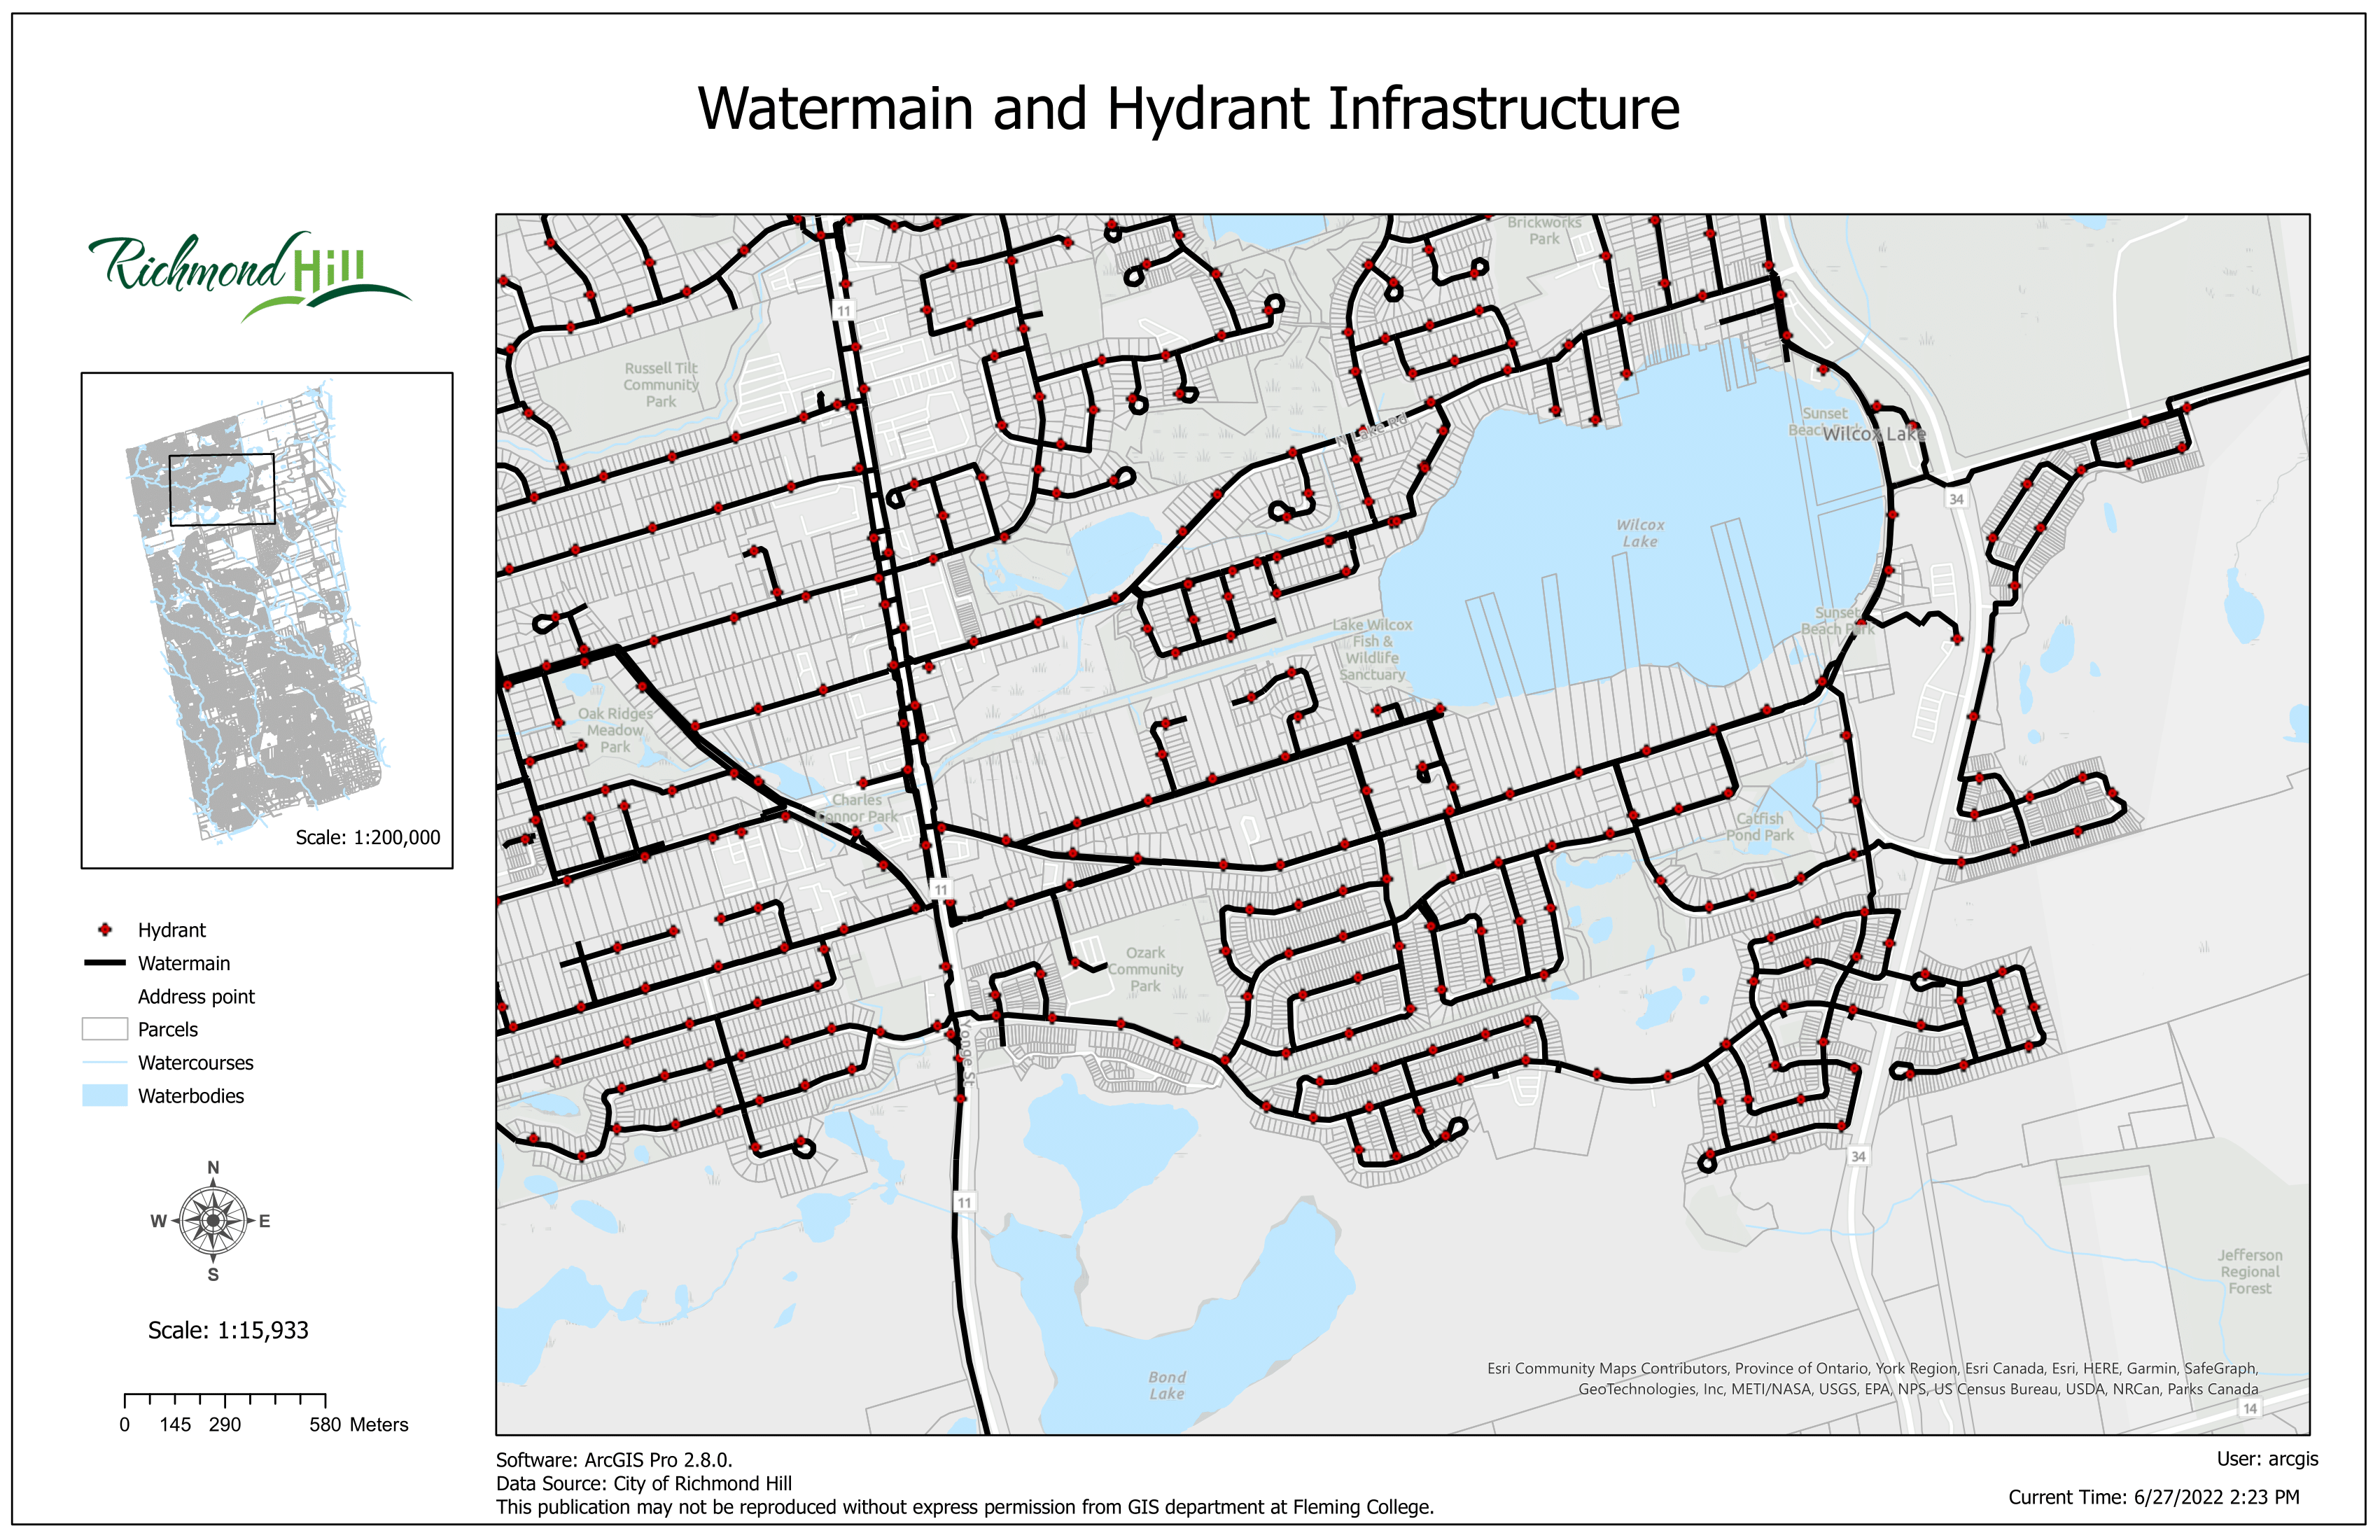 Watermain and Hydrant Infrastructure
Richmond Hill
Scale: 1:200,000
Hydrant
Watermain
Address point
Parcels
Watercourses
Waterbodies
N
W E
S
Scale: 1:15,933
0 145 290 580 Meters
Brickworks
Park
11
Russell Tilt
Community
Park
N Lake Rd
Sunset
Beach Park
Wilcox Lake
34
Wilcox
Lake
Sunset
Beach Park
Lake Wilcox
Fish &
Wildlife
Sanctuary
Oak Ridges
Meadow
Park
Charles
Connor Park
Catfish
Pond Park
11
Ozark
Community
Park
Yonge St
34
11
Jefferson
Regional
Forest
Bond
Lake
14
Esri Community Maps Contributors, Province of Ontario, York Region, Esri Canada, Esri, HERE, Garmin, SafeGraph,
GeoTechnologies, Inc, METI/NASA, USGS, EPA, NPS, US Census Bureau, USDA, NRCan, Parks Canada
Software: ArcGIS Pro 2.8.0.
Data Source: City of Richmond Hill
This publication may not be reproduced without express permission from GIS department at Fleming College.
User: arcgis
Current Time: 6/27/2022 2:23 PM